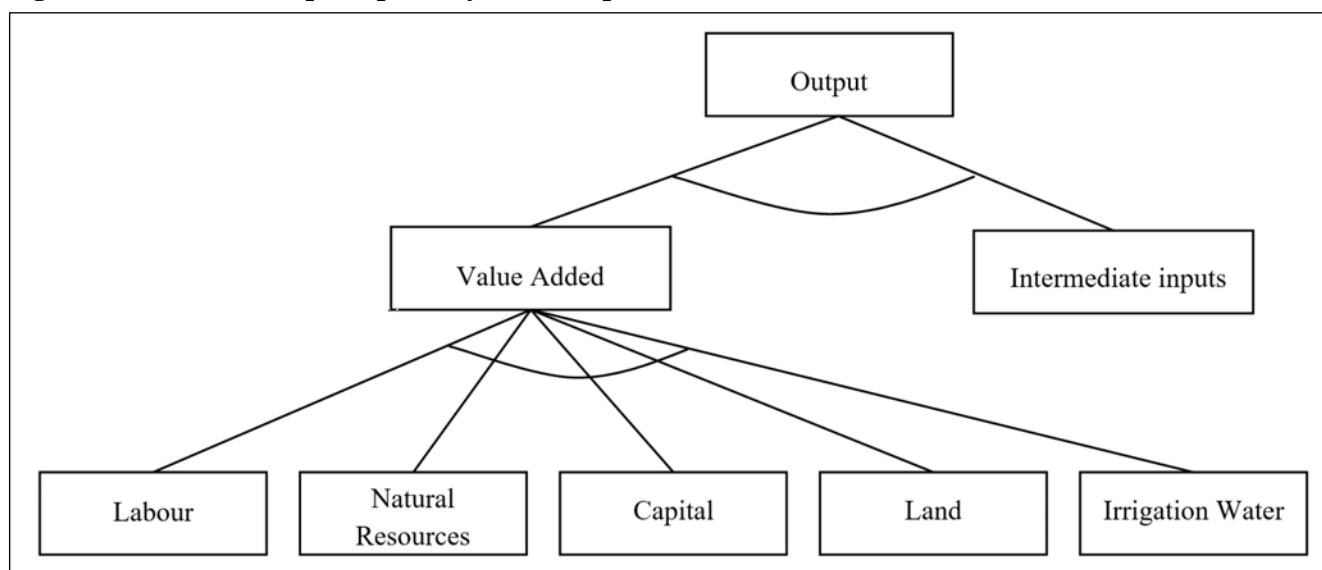 Output
Value Added
Intermediate inputs
Labour
Natural
Resources
Capital
Land
Irrigation Water